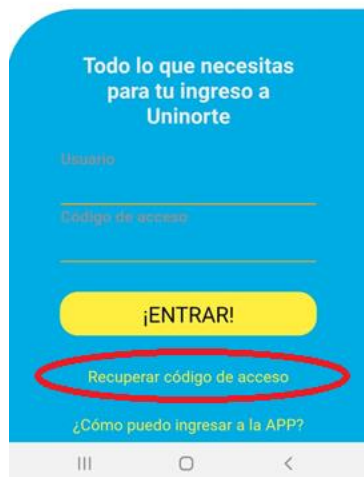 Todo lo que necesitas
para tu ingreso a
Uninorte
Usuario
Código de acceso
¡ENTRAR!
Recuperar código de acceso
¿Cómo puedo ingresar a la APP?